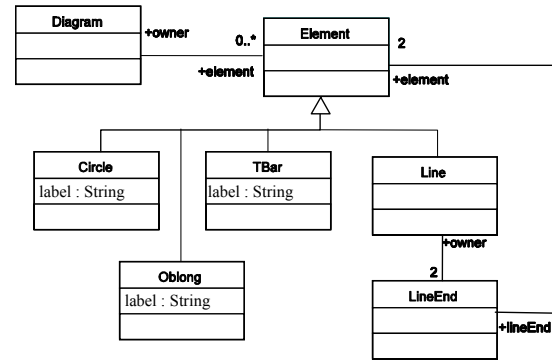 Diagram
+owner
0..*
+element
Element
2
+element
Circle
label : String
TBar
label : String
Line
+owner
Oblong
label : String
2
LineEnd
+lineEnd